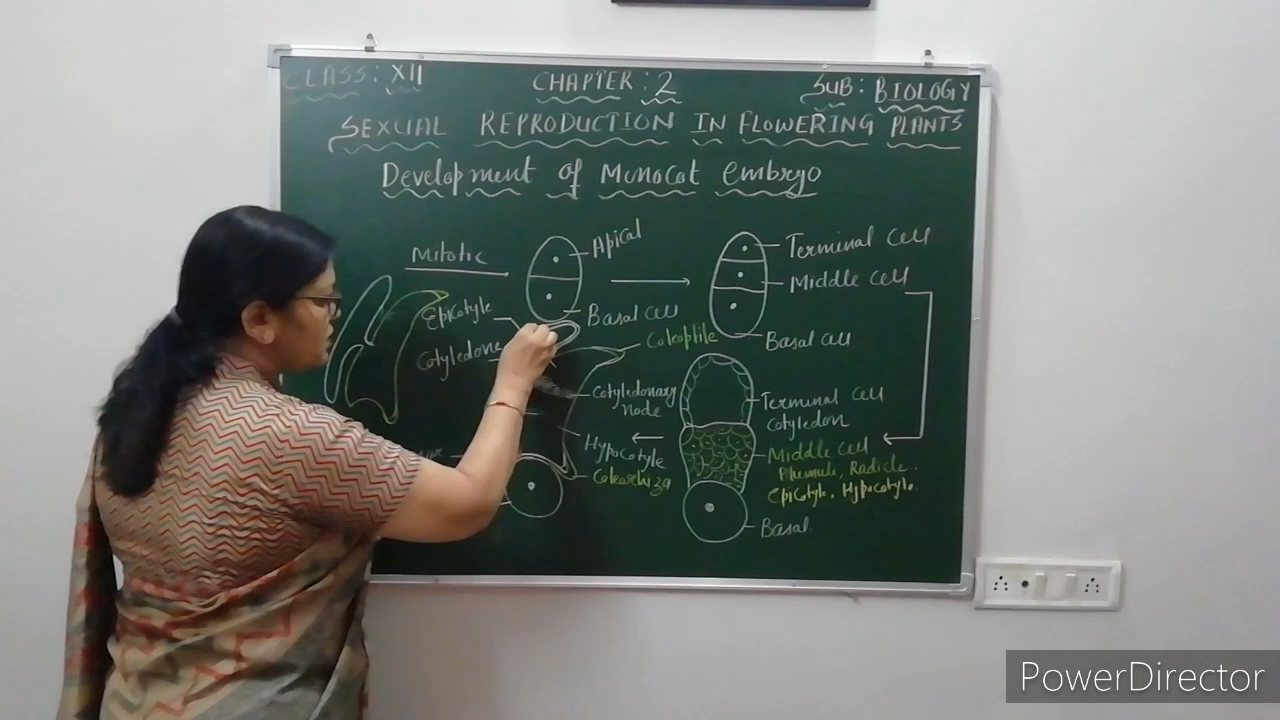 CLASS: XII
CHAPTER: 2
SUB: BIOLOGY
SEXUAL REPRODUCTION IN FLOWERING PLANTS
Development of Monocot embryo
Mitotic
Apical
Basal cell
Terminal cell
Middle cell
Basal cell
Epicotyle
Cotyledone
Coleoptile
Cotyledonary
node
Hypocotyle
Coleorhiza
Terminal cell
cotyledon
Middle cell
Plumule, Radicle.
Epicotyle, Hypocotyle.
Basal
PowerDirector